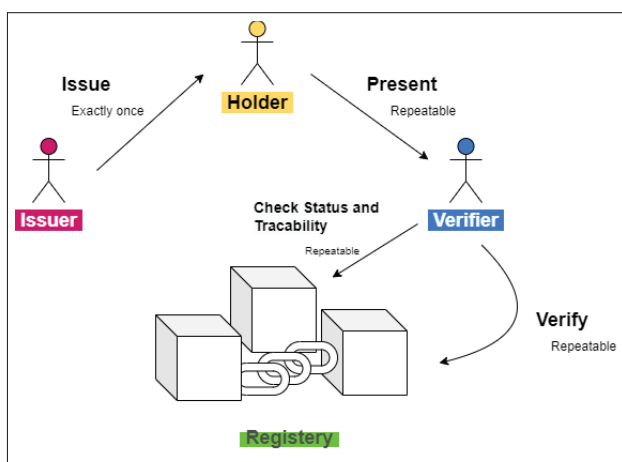 Issue
Exactly once
Holder
Present
Repeatable
Issuer
Verifier
Check Status and
Tracability
Repeatable
Verify
Repeatable
Registery